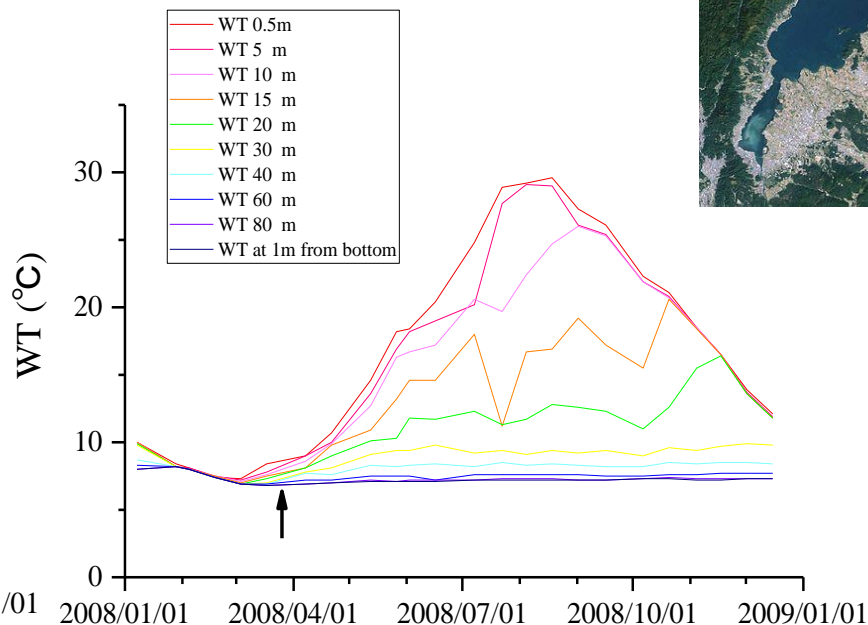 WT 0.5m
WT 5 m
WT 10 m
WT 15 m
WT 20 m
WT 30 m
WT 40 m
WT 60 m
WT 80 m
WT at 1m from bottom
WT (℃)
30
20
10
0
/01 2008/01/01 2008/04/01 2008/07/01 2008/10/01 2009/01/01